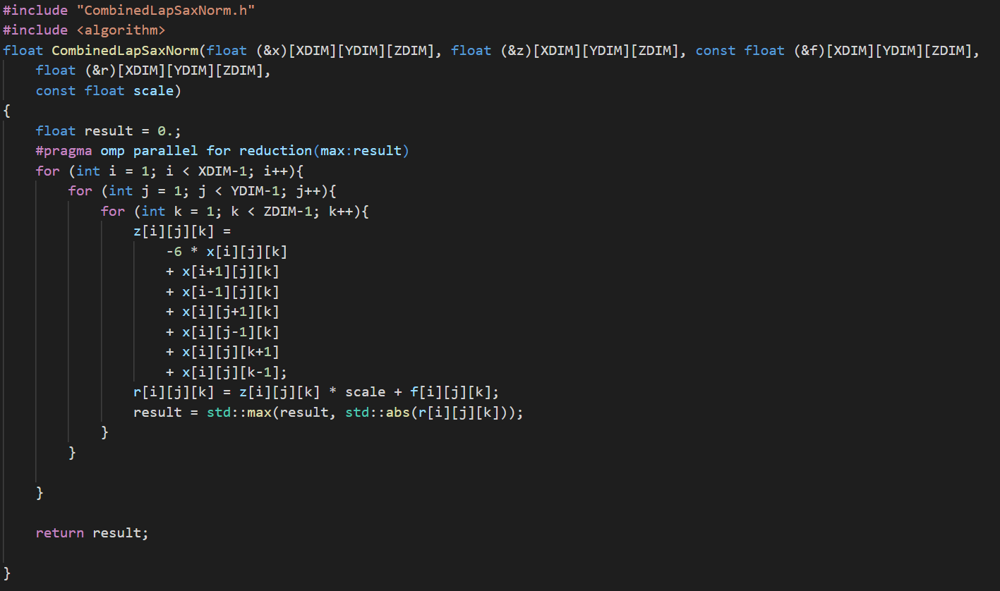 #include "CombinedLapSaxNorm.h"
#include <algorithm>
float CombinedLapSaxNorm(float (&x)[XDIM][YDIM][ZDIM], float (&z)[XDIM][YDIM][ZDIM], const float (&f)[XDIM][YDIM][ZDIM],
    float (&r)[XDIM][YDIM][ZDIM],
    const float scale)
{
    float result = 0.;
    #pragma omp parallel for reduction(max:result)
    for (int i = 1; i < XDIM-1; i++){
        for (int j = 1; j < YDIM-1; j++){
            for (int k = 1; k < ZDIM-1; k++){
                z[i][j][k] =
                    -6 * x[i][j][k]
                    + x[i+1][j][k]
                    + x[i-1][j][k]
                    + x[i][j+1][k]
                    + x[i][j-1][k]
                    + x[i][j][k+1]
                    + x[i][j][k-1];
                r[i][j][k] = z[i][j][k] * scale + f[i][j][k];
                result = std::max(result, std::abs(r[i][j][k]));
            }
        }
    }
    return result;
}